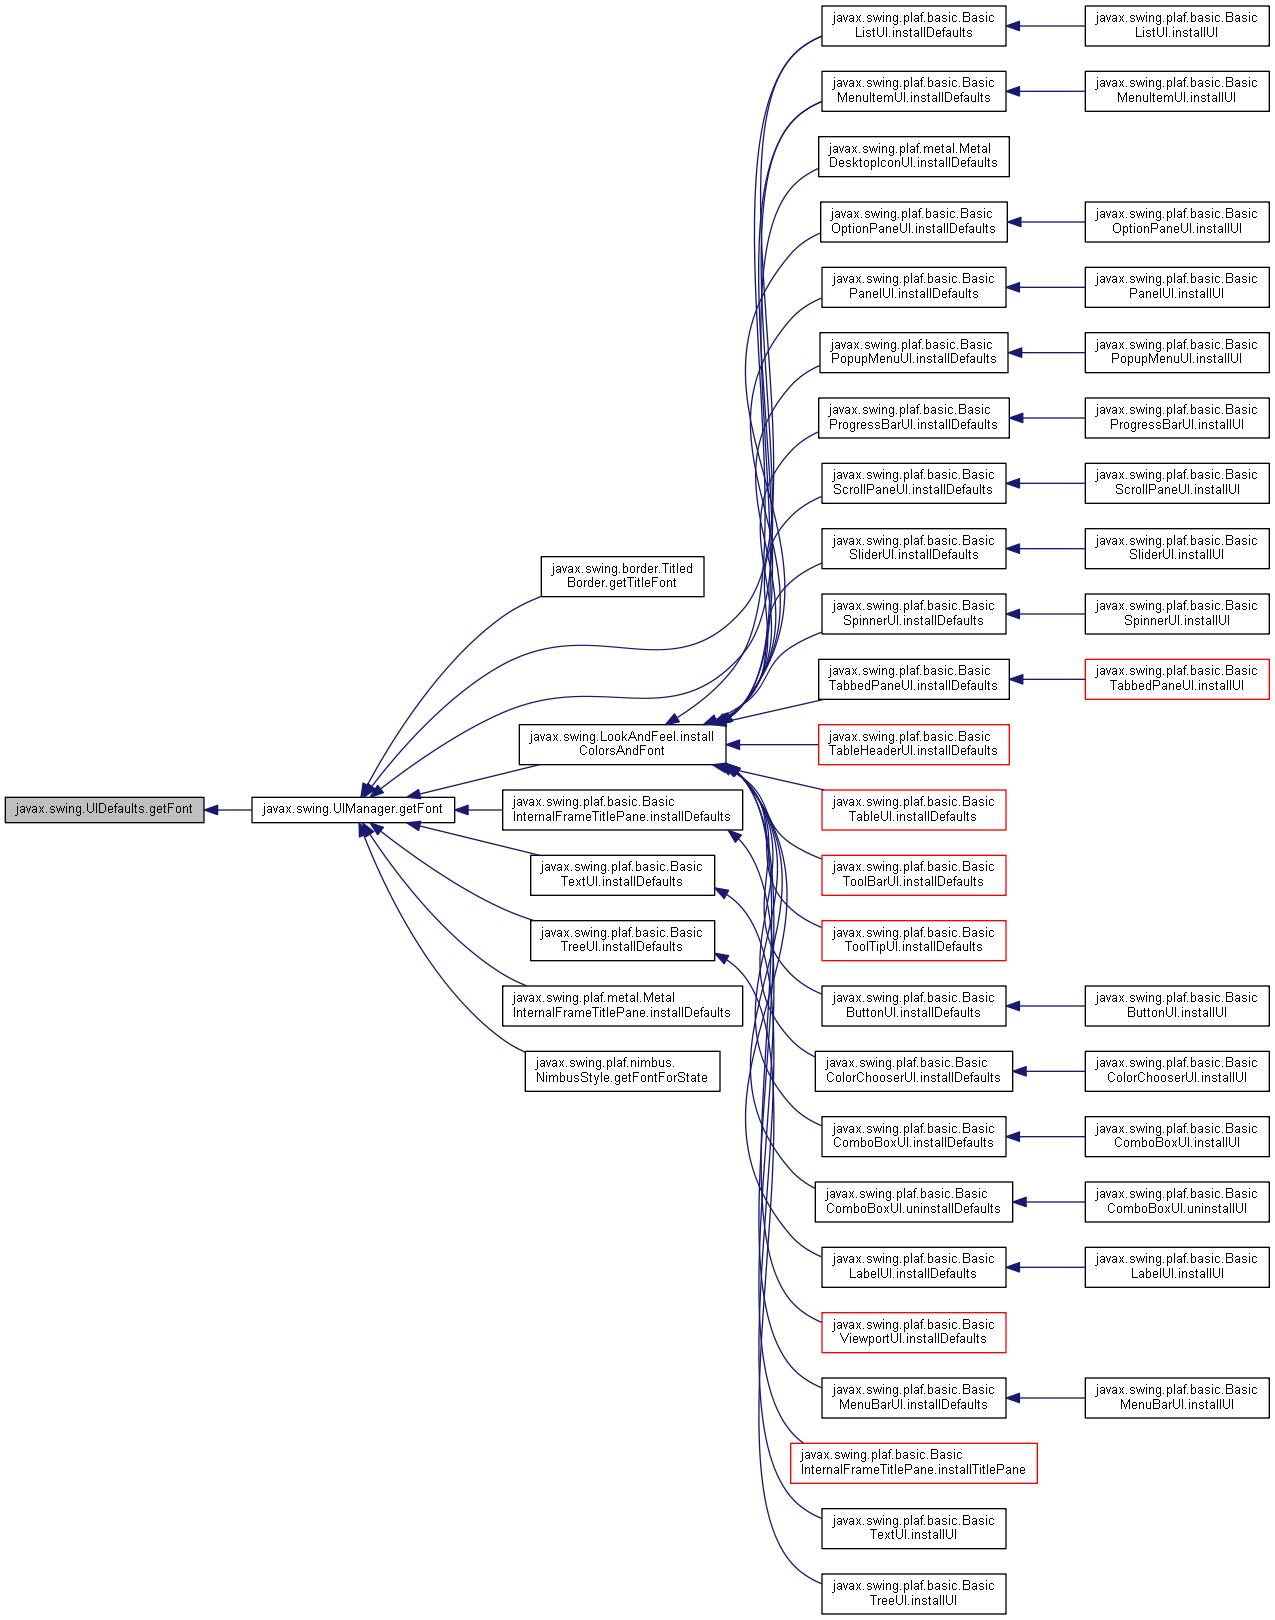 javax.swing.plaf.basic.Basic
ListUI.installDefaults
javax.swing.plaf.basic.Basic
ListUI.installUI
javax.swing.plaf.basic.Basic
MenuItemUI.installDefaults
javax.swing.plaf.basic.Basic
MenuItemUI.installUI
javax.swing.plaf.metal.Metal
DesktopIconUI.installDefaults
javax.swing.plaf.basic.Basic
OptionPaneUI.installDefaults
javax.swing.plaf.basic.Basic
OptionPaneUI.installUI
javax.swing.plaf.basic.Basic
PanelUI.installDefaults
javax.swing.plaf.basic.Basic
PanelUI.installUI
javax.swing.plaf.basic.Basic
PopupMenuUI.installDefaults
javax.swing.plaf.basic.Basic
PopupMenuUI.installUI
javax.swing.plaf.basic.Basic
ProgressBarUI.installDefaults
javax.swing.plaf.basic.Basic
ProgressBarUI.installUI
javax.swing.plaf.basic.Basic
ScrollPaneUI.installDefaults
javax.swing.plaf.basic.Basic
ScrollPaneUI.installUI
javax.swing.plaf.basic.Basic
SliderUI.installDefaults
javax.swing.plaf.basic.Basic
SliderUI.installUI
javax.swing.border.Titled
Border.getTitleFont
javax.swing.plaf.basic.Basic
SpinnerUI.installDefaults
javax.swing.plaf.basic.Basic
SpinnerUI.installUI
javax.swing.plaf.basic.Basic
TabbedPaneUI.installDefaults
javax.swing.plaf.basic.Basic
TabbedPaneUI.installUI
javax.swing.LookAndFeel.install
ColorsAndFont
javax.swing.plaf.basic.Basic
TableHeaderUI.installDefaults
javax.swing.UIDefaults.getFont
javax.swing.UIManager.getFont
javax.swing.plaf.basic.Basic
InternalFrameTitlePane.installDefaults
javax.swing.plaf.basic.Basic
TableUI.installDefaults
javax.swing.plaf.basic.Basic
TextUI.installDefaults
javax.swing.plaf.basic.Basic
ToolBarUI.installDefaults
javax.swing.plaf.basic.Basic
TreeUI.installDefaults
javax.swing.plaf.basic.Basic
ToolTipUI.installDefaults
javax.swing.plaf.metal.Metal
InternalFrameTitlePane.installDefaults
javax.swing.plaf.basic.Basic
ButtonUI.installDefaults
javax.swing.plaf.basic.Basic
ButtonUI.installUI
javax.swing.plaf.nimbus.
NimbusStyle.getFontForState
javax.swing.plaf.basic.Basic
ColorChooserUI.installDefaults
javax.swing.plaf.basic.Basic
ColorChooserUI.installUI
javax.swing.plaf.basic.Basic
ComboBoxUI.installDefaults
javax.swing.plaf.basic.Basic
ComboBoxUI.installUI
javax.swing.plaf.basic.Basic
ComboBoxUI.uninstallDefaults
javax.swing.plaf.basic.Basic
ComboBoxUI.uninstallUI
javax.swing.plaf.basic.Basic
LabelUI.installDefaults
javax.swing.plaf.basic.Basic
LabelUI.installUI
javax.swing.plaf.basic.Basic
ViewportUI.installDefaults
javax.swing.plaf.basic.Basic
MenuBarUI.installDefaults
javax.swing.plaf.basic.Basic
MenuBarUI.installUI
javax.swing.plaf.basic.Basic
InternalFrameTitlePane.installTitlePane
javax.swing.plaf.basic.Basic
TextUI.installUI
javax.swing.plaf.basic.Basic
TreeUI.installUI